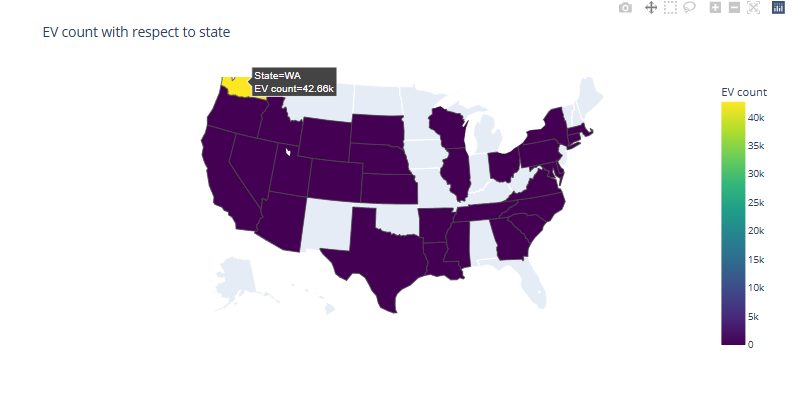 EV count with respect to state
State=WA
EV count=42.66k
EV count
40k
35k
30k
25k
20k
15k
10k
5k
0